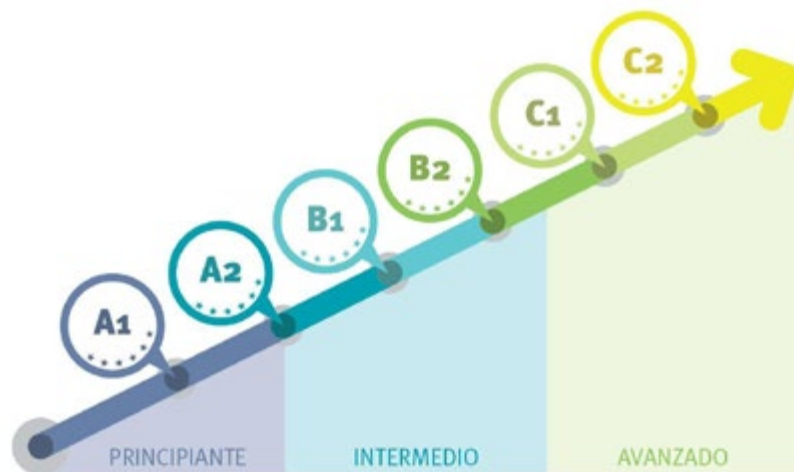 A1
A2
B1
B2
C1
C2
PRINCIPIANTE
INTERMEDIO
AVANZADO